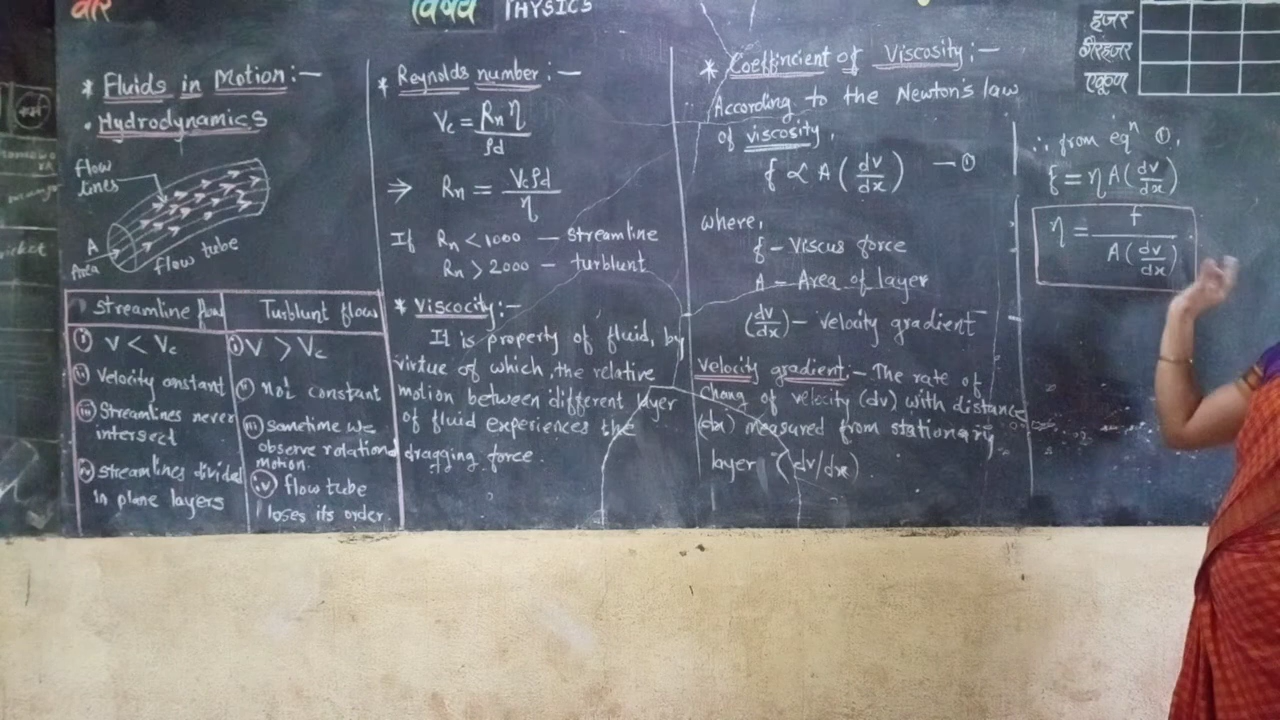 वार
विषय PHYSICS
हजर
गैरहजर
एकूण
* Fluids in Motion :—
• Hydrodynamics
flow
lines
A
Area
flow tube
streamline flow
i) V < Vc
ii) Velocity constant
iii) Streamlines never
intersect
iv) streamlines divided
in plane layers
Turblunt flow
i) V > Vc
ii) not constant
iii) sometime we
observe rotational
motion.
iv) flow tube
loses its order.
* Reynolds number :—
Vc = Rn η / ρd
⇒ Rn = Vc ρd / η
If Rn < 1000 — streamline
Rn > 2000 — turblunt
* Viscocity :-
It is property of fluid, by
virtue of which, the relative
motion between different layer
of fluid experiences the
dragging force.
* Coeffincient of Viscosity :—
According to the Newton's law
of viscosity,
f ∝ A (dv/dx) — ①
where,
f - Viscus force
A - Area of layer
(dv/dx) - velocity gradient
velocity gradient :- The rate of
chang of velocity (dv) with distance
(dx) measured from stationary
layer (dv/dx)
∴ from eqⁿ ①,
f = η A (dv/dx)
η = f / A (dv/dx)